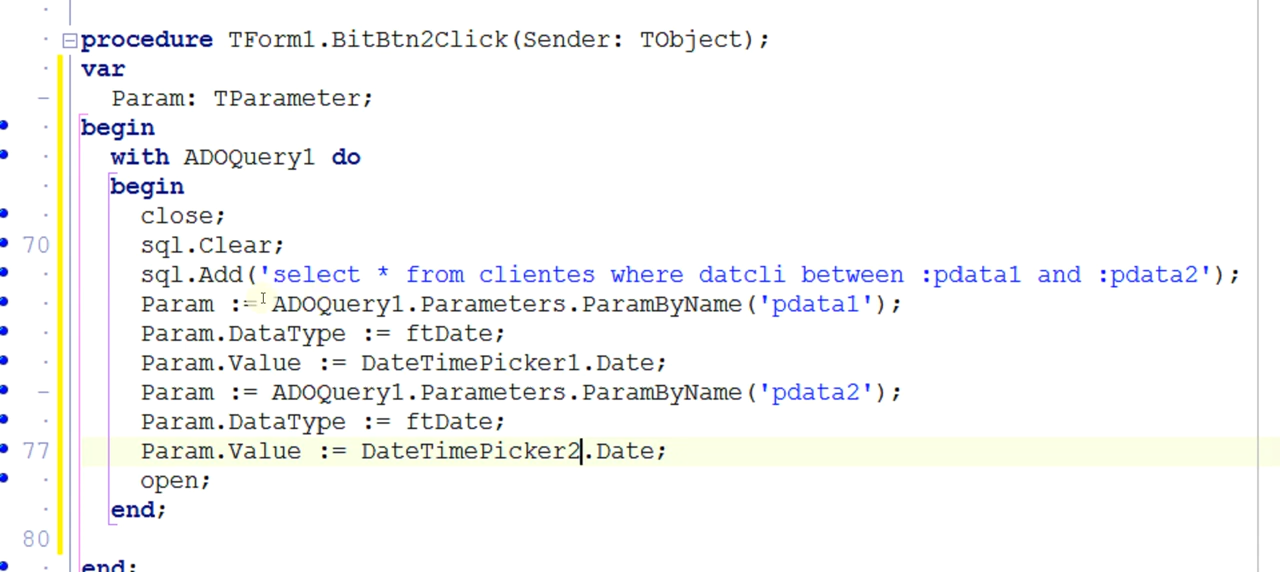 procedure TForm1.BitBtn2Click(Sender: TObject);
var
Param: TParameter;
begin
with ADOQuery1 do
begin
close;
70 sql.Clear;
sql.Add('select * from clientes where datcli between :pdata1 and :pdata2');
Param := ADOQuery1.Parameters.ParamByName('pdata1');
Param.DataType := ftDate;
Param.Value := DateTimePicker1.Date;
Param := ADOQuery1.Parameters.ParamByName('pdata2');
Param.DataType := ftDate;
77 Param.Value := DateTimePicker2.Date;
open;
end;
80
end;